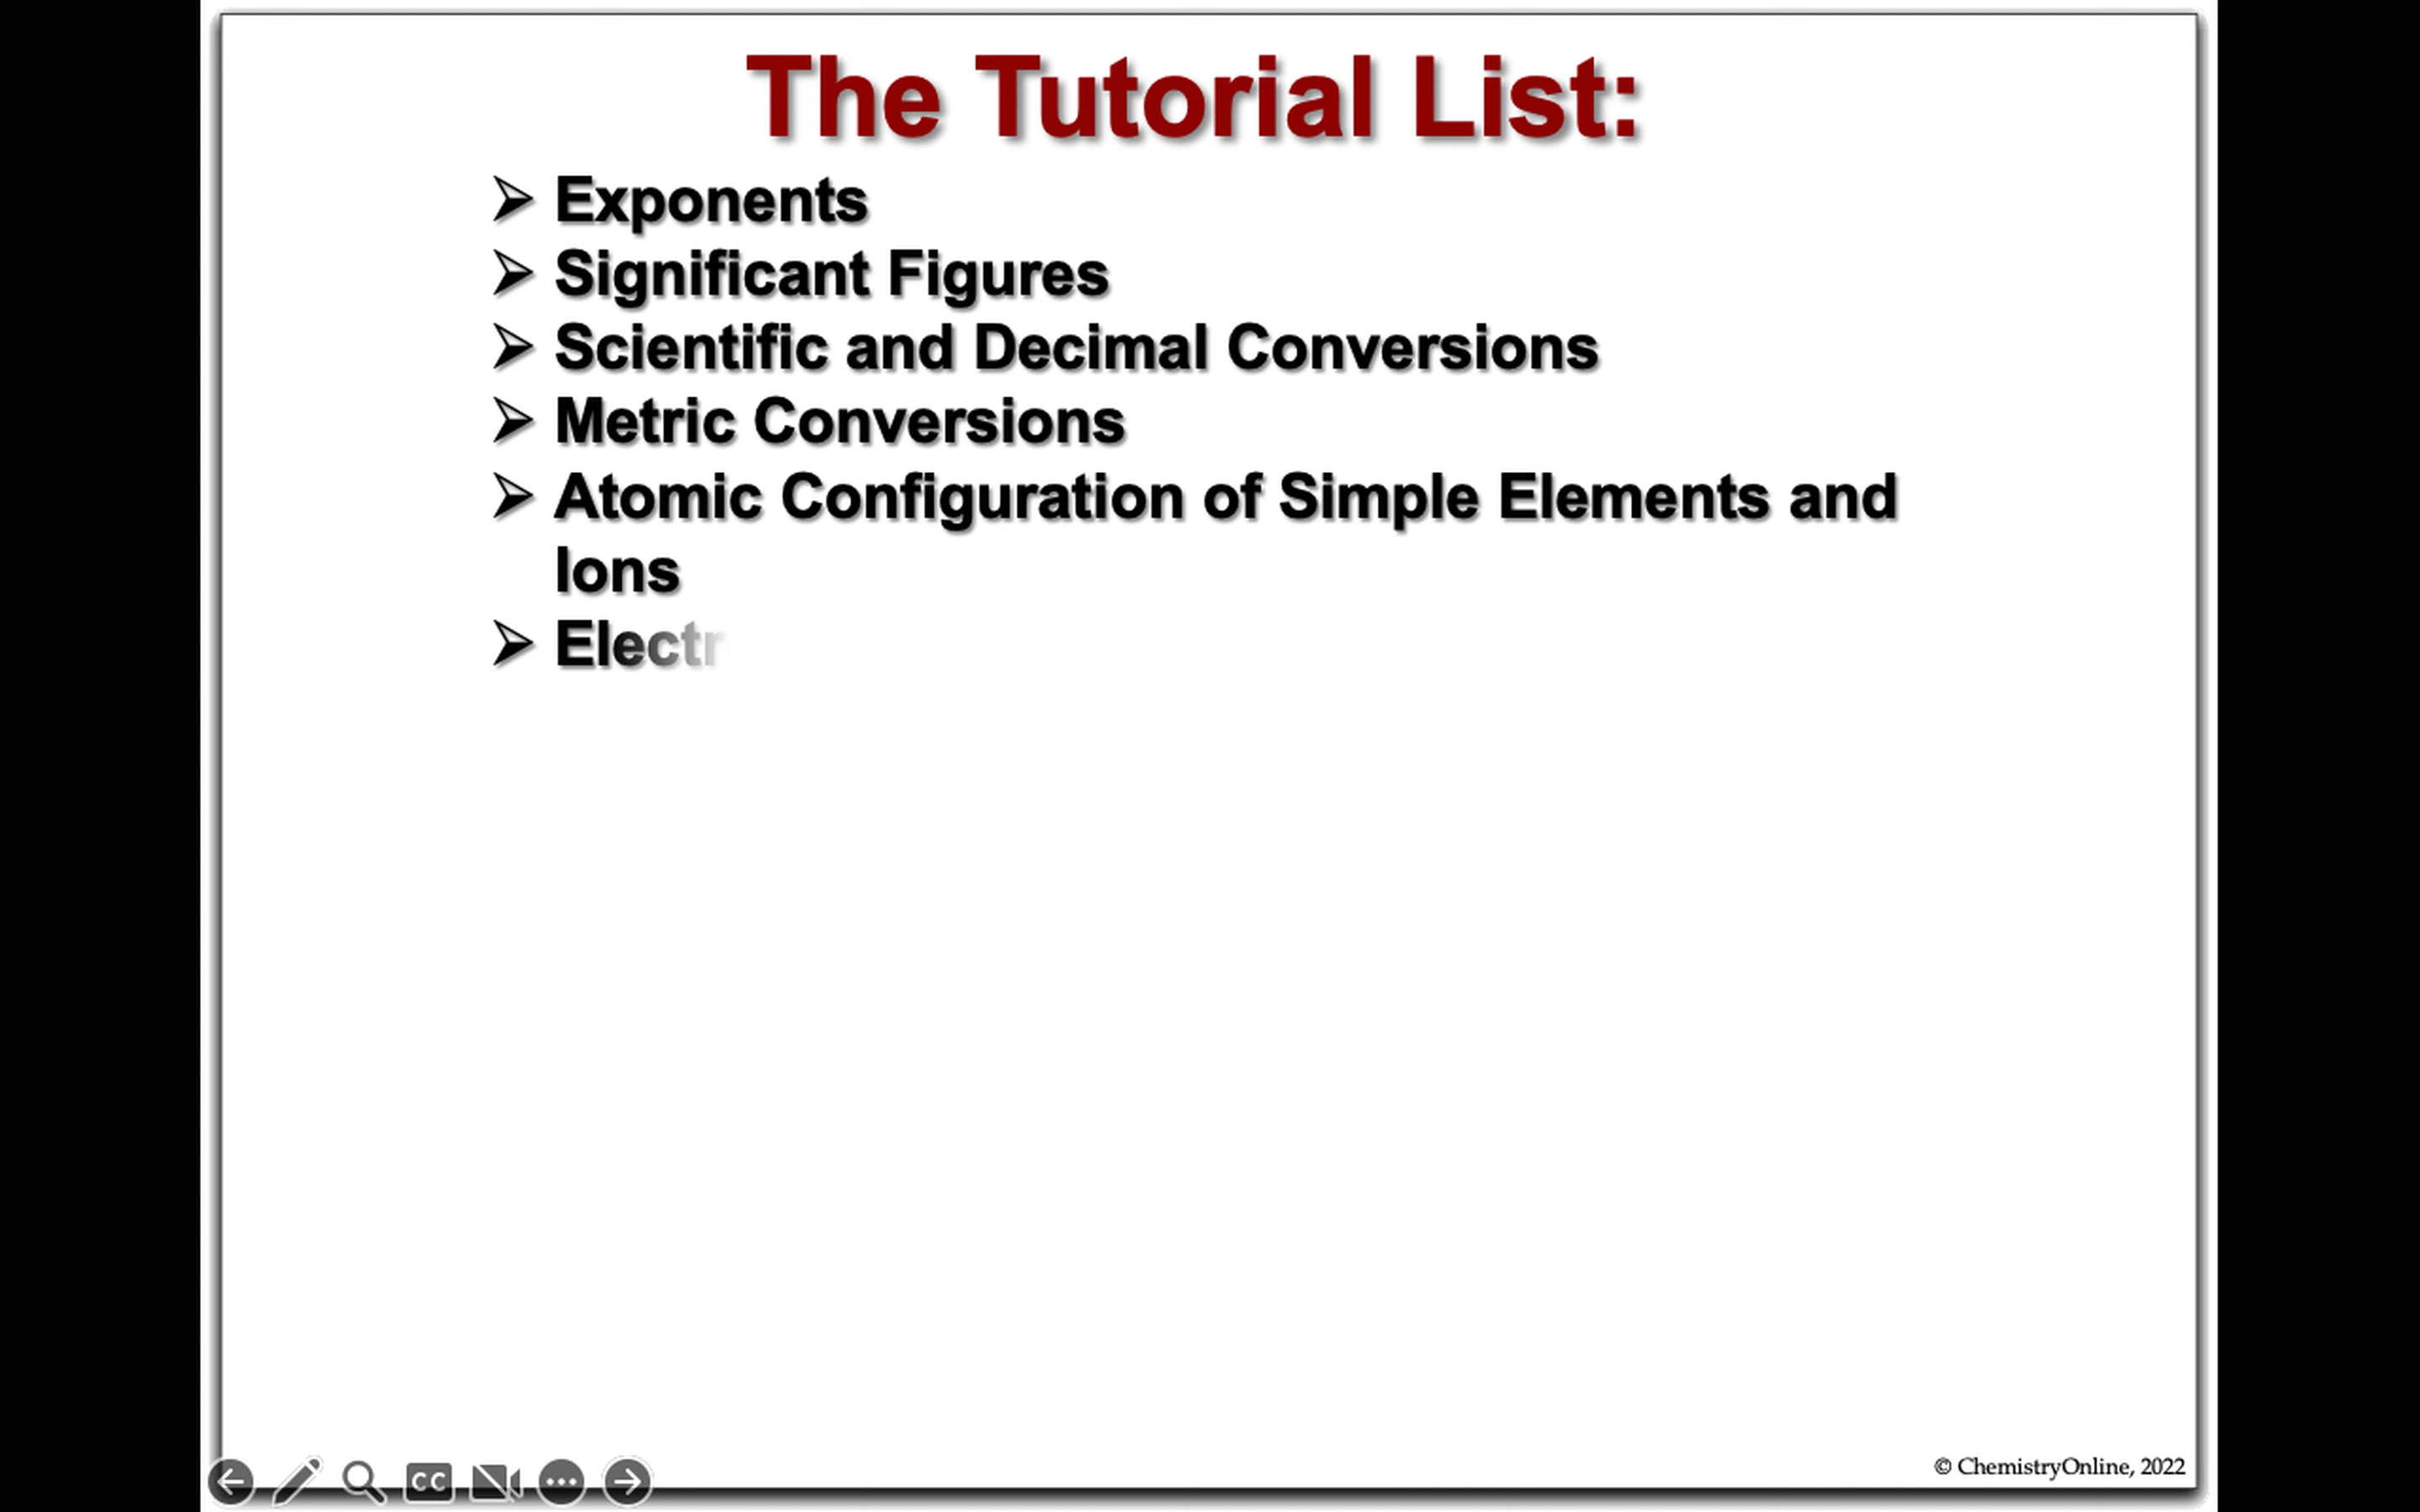 The Tutorial List:
➢ Exponents
➢ Significant Figures
➢ Scientific and Decimal Conversions
➢ Metric Conversions
➢ Atomic Configuration of Simple Elements and
Ions
➢ Electr
CC
© ChemistryOnline, 2022